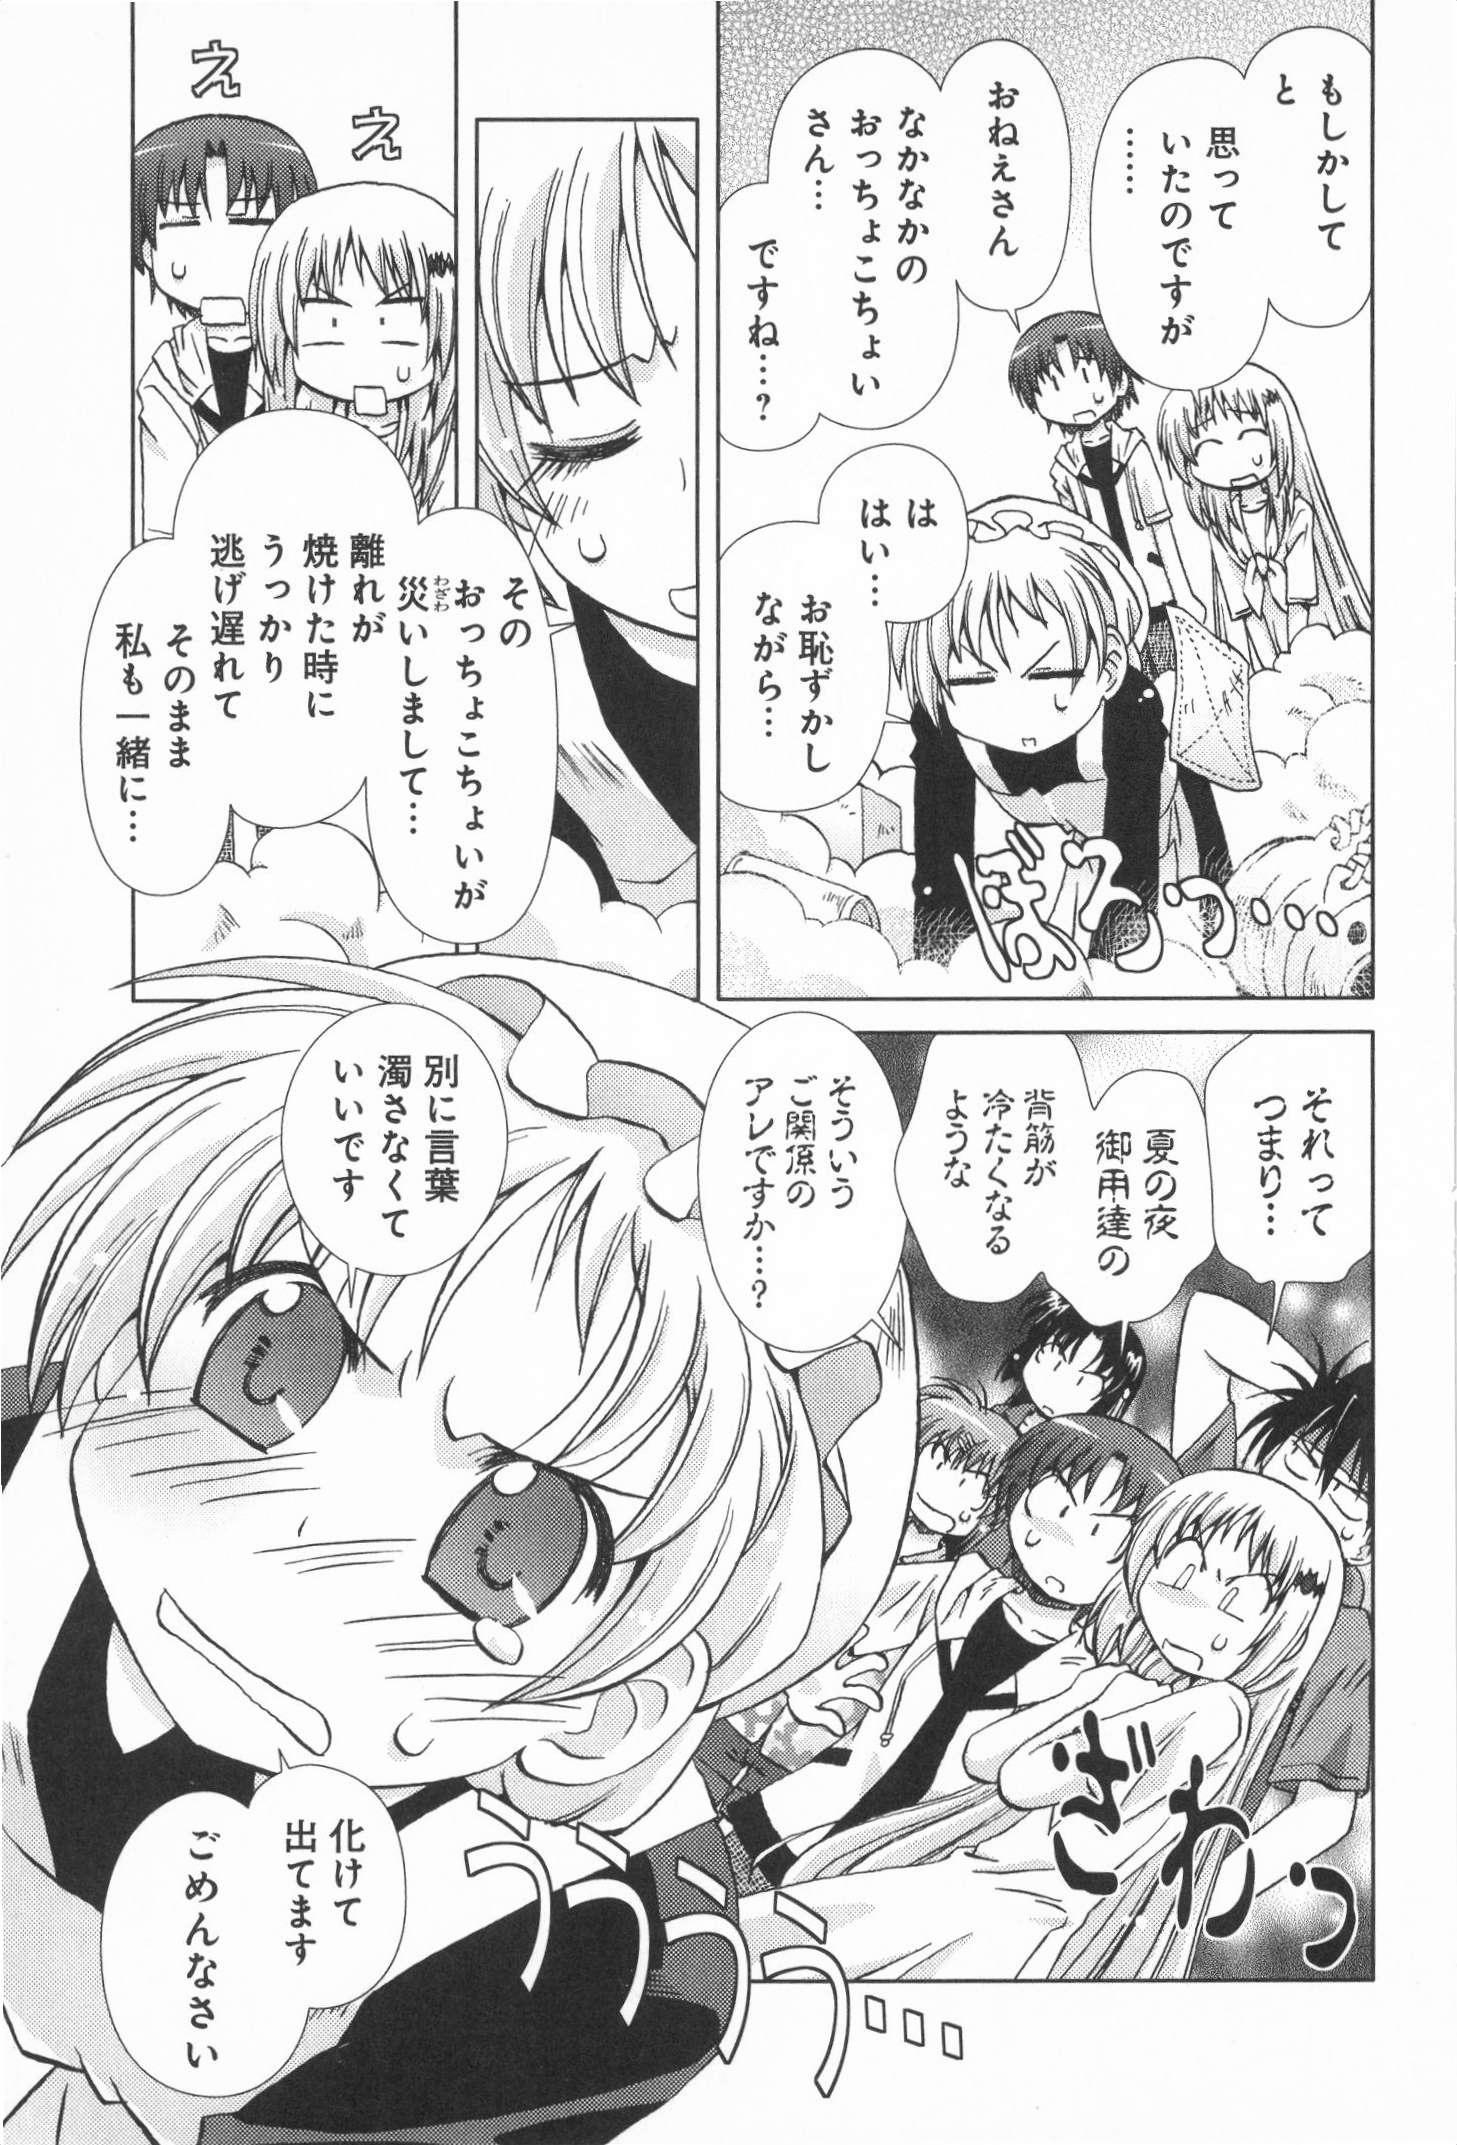 もしかして
と
思って
いたのですが
……
おねえさん
なかなかの
おっちょこちょい
さん…
ですね…？
は
はい…
お恥ずかし
ながら…
ぼろっ…
え
え
その
おっちょこちょいが
災いしまして…
わざわ
離れが
焼けた時に
うっかり
逃げ遅れて
そのまま
私も一緒に…
それって
つまり…
夏の夜
御用達の
背筋が
冷たくなる
ような
そういう
ご関係の
アレですか…？
ざわっ
別に言葉
濁さなくて
いいです
化けて
出てます
ごめんなさい
うううう…